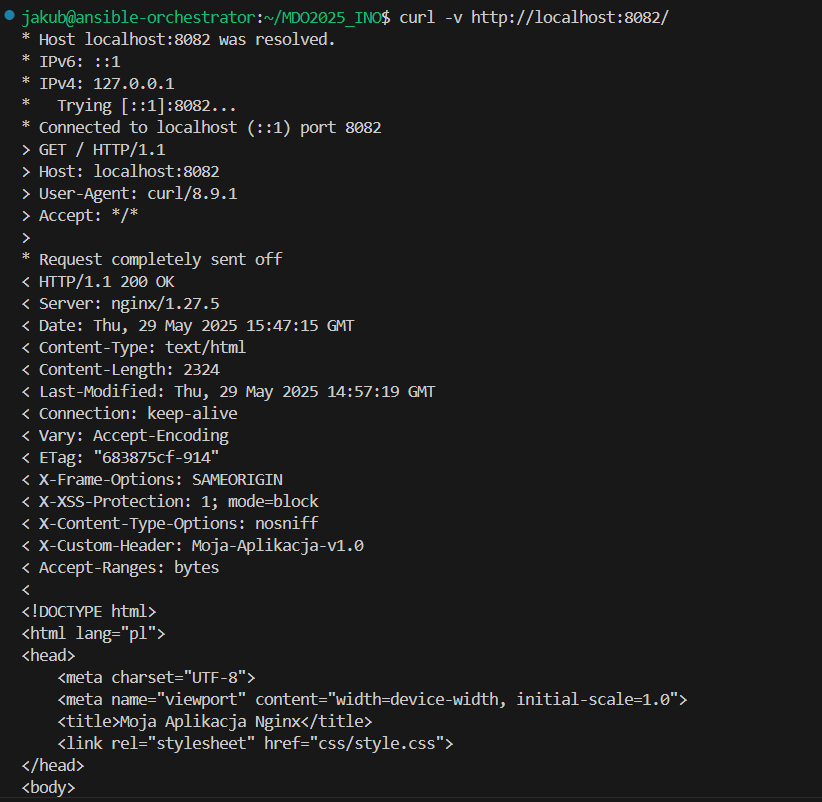 jakub@ansible-orchestrator:~/MDO2025_INO$ curl -v http://localhost:8082/
* Host localhost:8082 was resolved.
* IPv6: ::1
* IPv4: 127.0.0.1
*   Trying [::1]:8082...
* Connected to localhost (::1) port 8082
> GET / HTTP/1.1
> Host: localhost:8082
> User-Agent: curl/8.9.1
> Accept: */*
>
* Request completely sent off
< HTTP/1.1 200 OK
< Server: nginx/1.27.5
< Date: Thu, 29 May 2025 15:47:15 GMT
< Content-Type: text/html
< Content-Length: 2324
< Last-Modified: Thu, 29 May 2025 14:57:19 GMT
< Connection: keep-alive
< Vary: Accept-Encoding
< ETag: "683875cf-914"
< X-Frame-Options: SAMEORIGIN
< X-XSS-Protection: 1; mode=block
< X-Content-Type-Options: nosniff
< X-Custom-Header: Moja-Aplikacja-v1.0
< Accept-Ranges: bytes
<
<!DOCTYPE html>
<html lang="pl">
<head>
    <meta charset="UTF-8">
    <meta name="viewport" content="width=device-width, initial-scale=1.0">
    <title>Moja Aplikacja Nginx</title>
    <link rel="stylesheet" href="css/style.css">
</head>
<body>